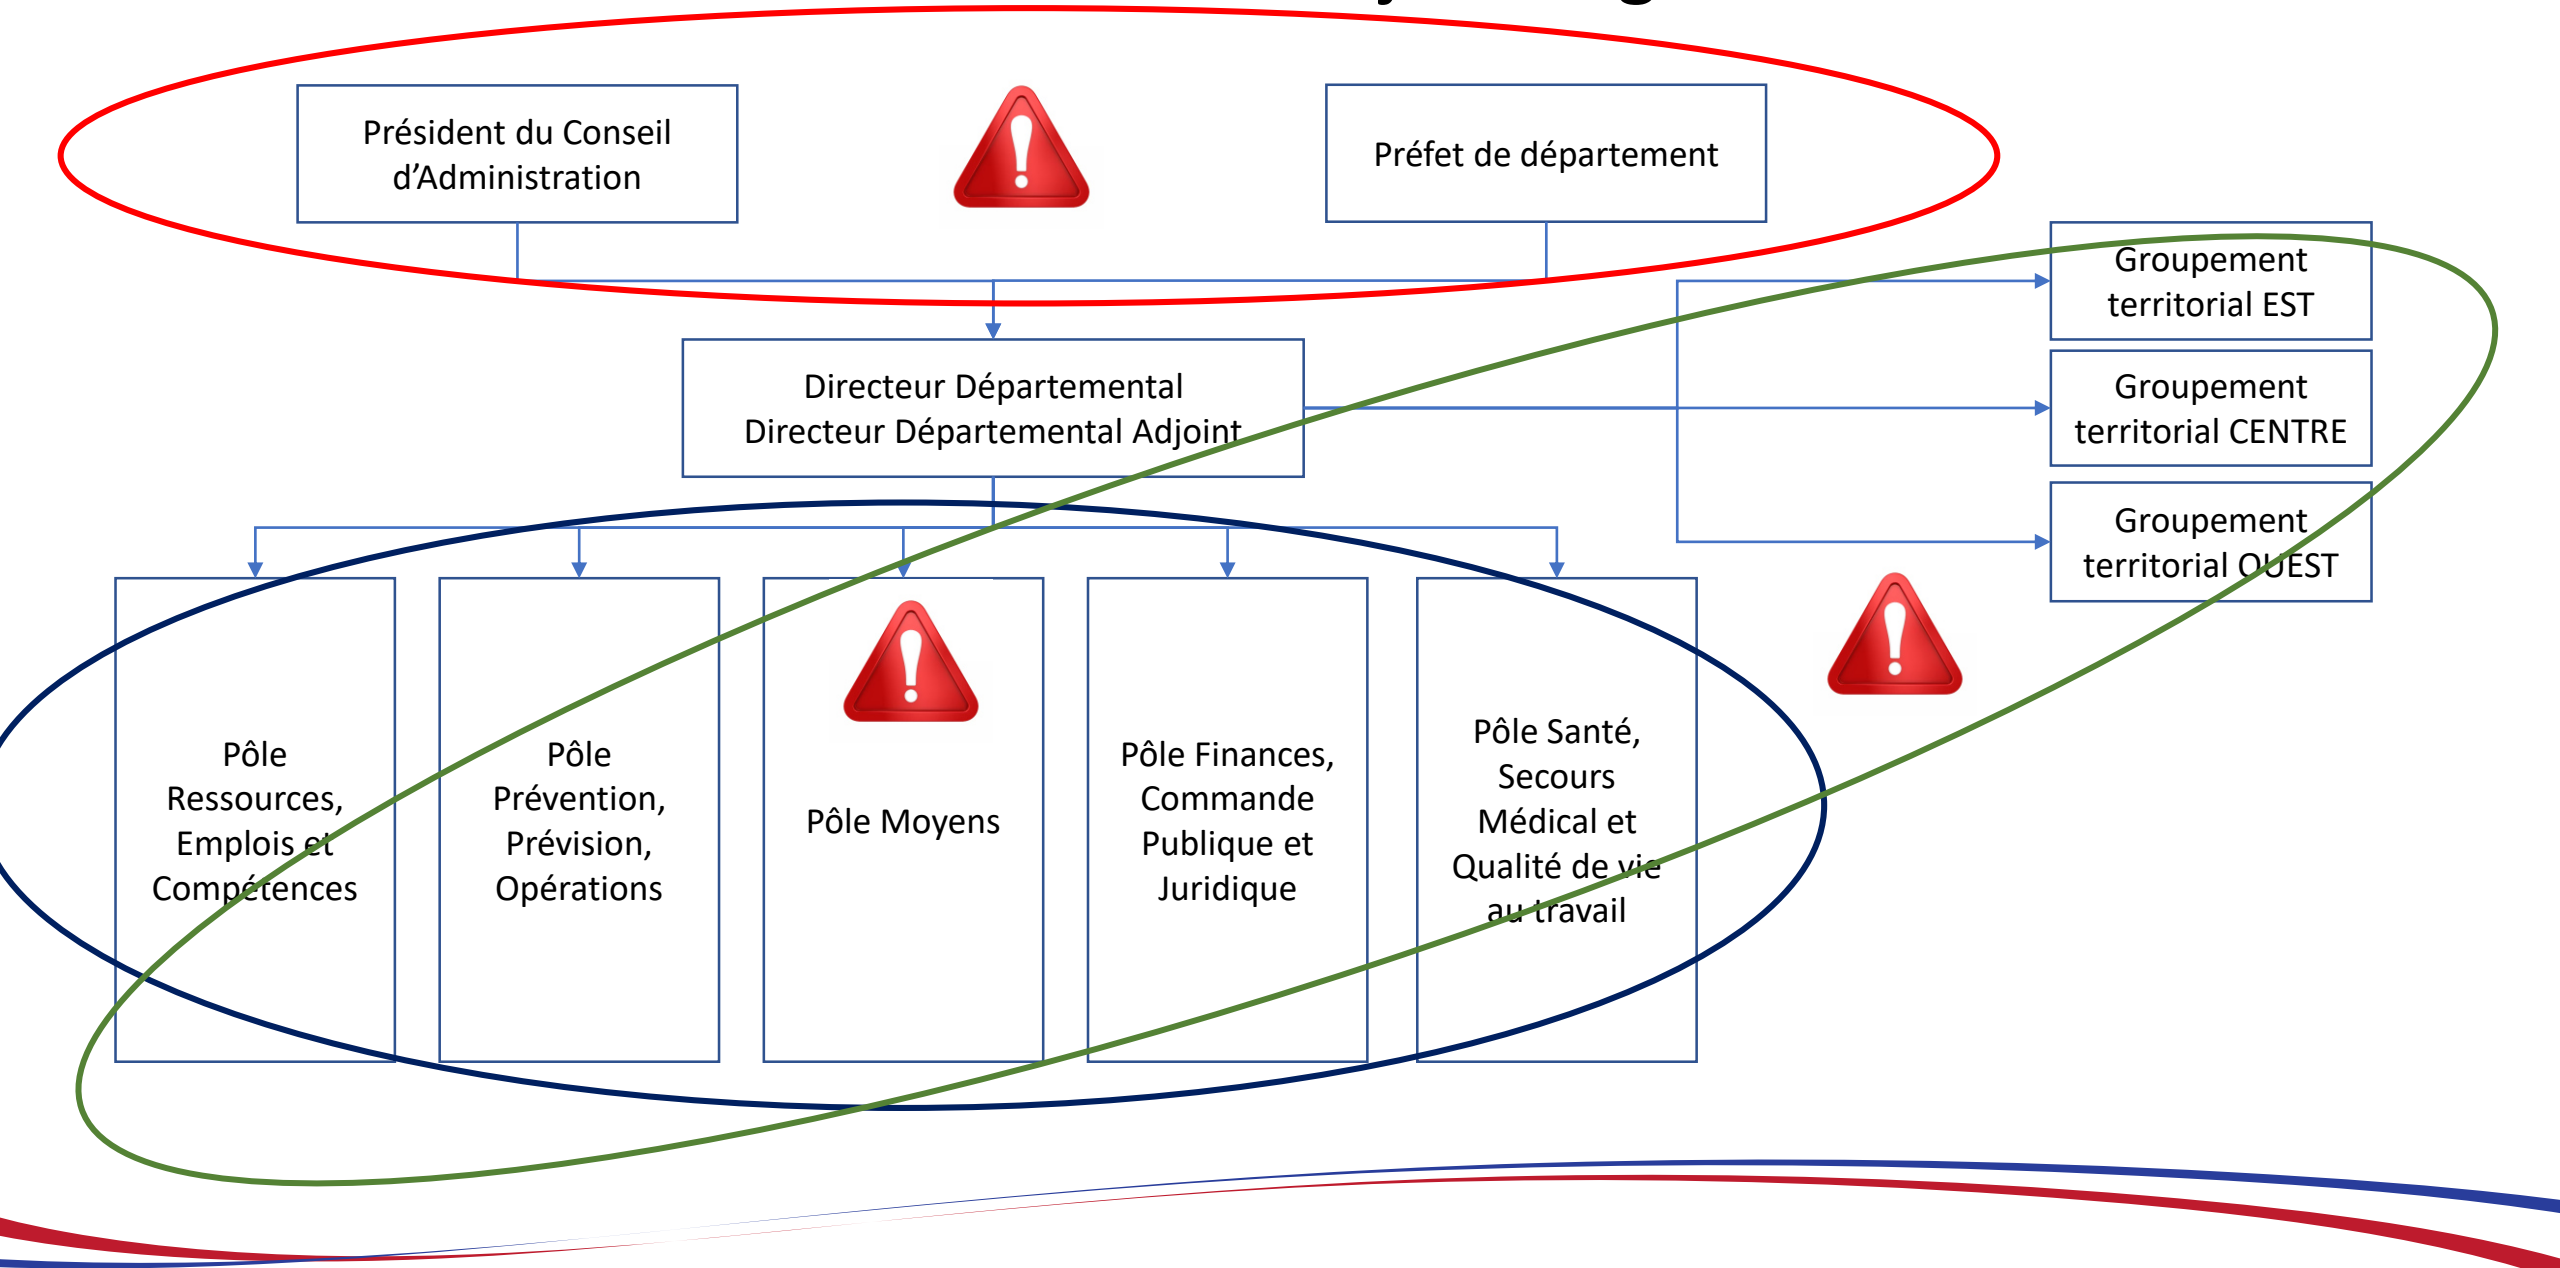 Président du Conseil
d’Administration
Préfet de département
Groupement
territorial EST
Directeur Départemental
Directeur Départemental Adjoint
Groupement
territorial CENTRE
Groupement
territorial OUEST
Pôle
Ressources,
Emplois et
Compétences
Pôle
Prévention,
Prévision,
Opérations
Pôle Moyens
Pôle Finances,
Commande
Publique et
Juridique
Pôle Santé,
Secours
Médical et
Qualité de vie
au travail